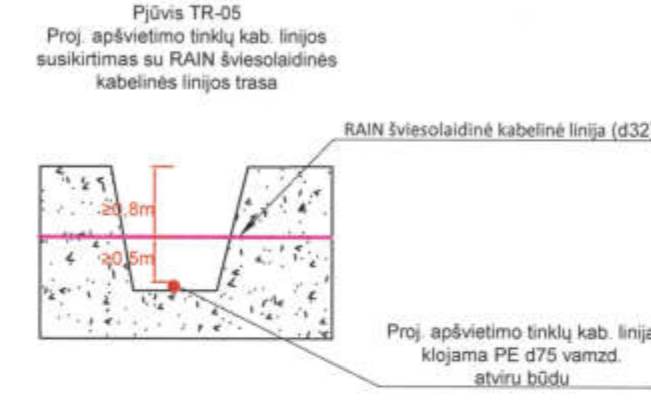 Pjūvis TR-05
Proj. apšvietimo tinklų kab. linijos
susikirtimas su RAIN šviesolaidinės
kabelinės linijos trasa
RAIN šviesolaidinė kabelinė linija (d32)
≥0,8m
≥0,5m
Proj. apšvietimo tinklų kab. linija
klojama PE d75 vamzd.
atviru būdu